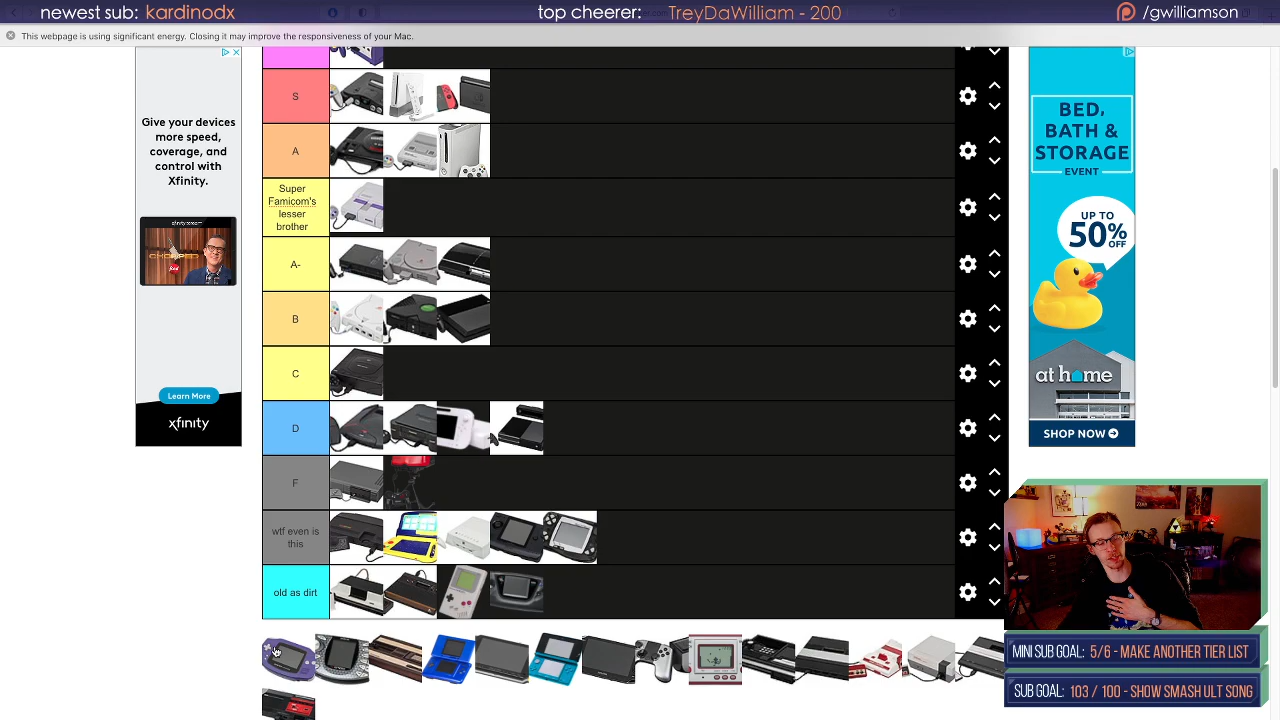 newest sub: kardinodx
top cheerer: TreyDaWilliam - 200
/gwilliamson
This webpage is using significant energy. Closing it may improve the responsiveness of your Mac.
Give your devices
more speed,
coverage, and
control with
Xfinity.
Learn More
xfinity
S
A
Super
Famicom's
lesser
brother
A-
B
C
D
F
wtf even is
this
old as dirt
BED,
BATH &
STORAGE
EVENT
UP TO
50%
OFF
at home
SHOP NOW
MINI SUB GOAL: 5/6 - MAKE ANOTHER TIER LIST
SUB GOAL: 103 / 100 - SHOW SMASH ULT SONG